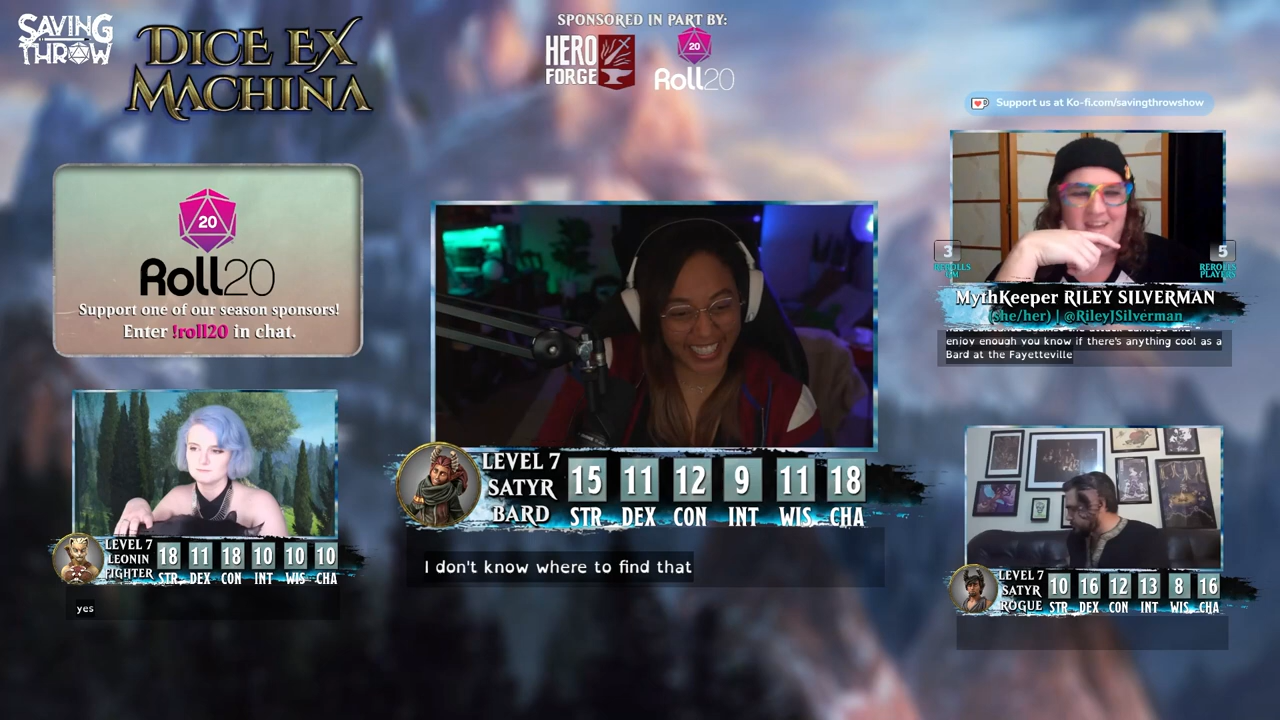 SAVING
THROW
DICE EX
MACHINA
SPONSORED IN PART BY:
HERO
FORGE
20
Roll20
Support us at Ko-fi.com/savingthrowshow
20
Roll20
Support one of our season sponsors!
Enter !roll20 in chat.
3
REROLLS
GM
5
REROLLS
PLAYERS
MythKeeper RILEY SILVERMAN
(she/her) | @RileyJSilverman
enjoy enough you know if there's anything cool as a
Bard at the Fayetteville
LEVEL 7
SATYR
BARD
15 11 12 9 11 18
STR DEX CON INT WIS CHA
I don't know where to find that
LEVEL 7
LEONIN
FIGHTER
18 11 18 10 10 10
STR DEX CON INT WIS CHA
yes
LEVEL 7
SATYR
ROGUE
10 16 12 13 8 16
STR DEX CON INT WIS CHA